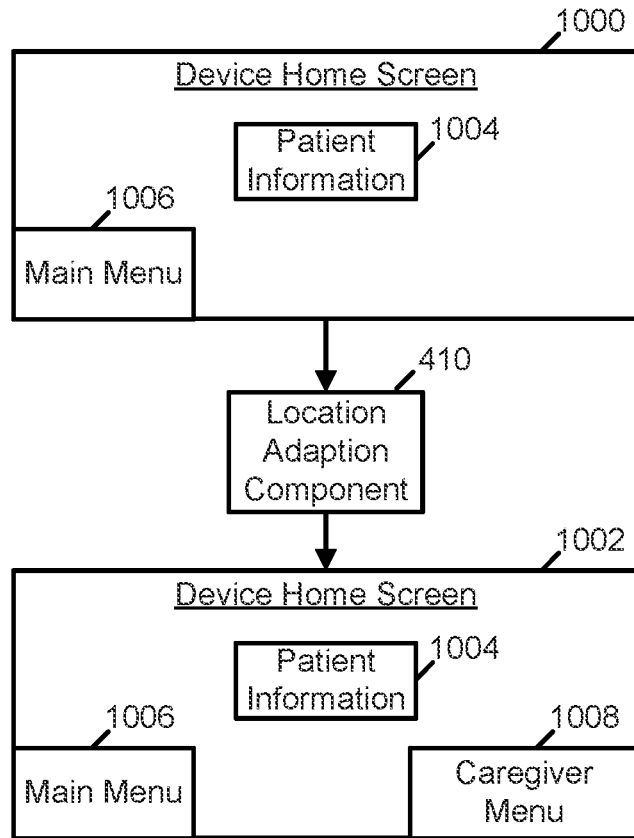 1000
Device Home Screen
Patient
Information
1004
1006
Main Menu
410
Location
Adaption
Component
1002
Device Home Screen
Patient
Information
1004
1006
1008
Main Menu
Caregiver
Menu